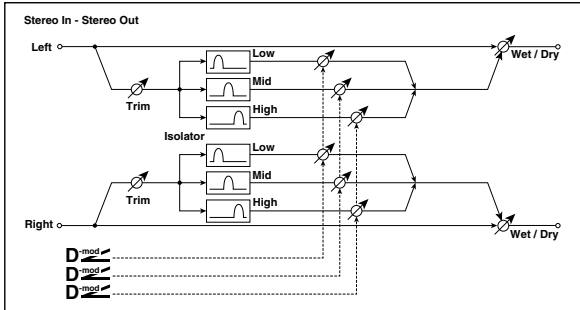 Stereo In - Stereo Out
Left
Wet / Dry
Low
Mid
High
Trim
Isolator
Low
Mid
High
Trim
Right
Wet / Dry
D-mod
D-mod
D-mod